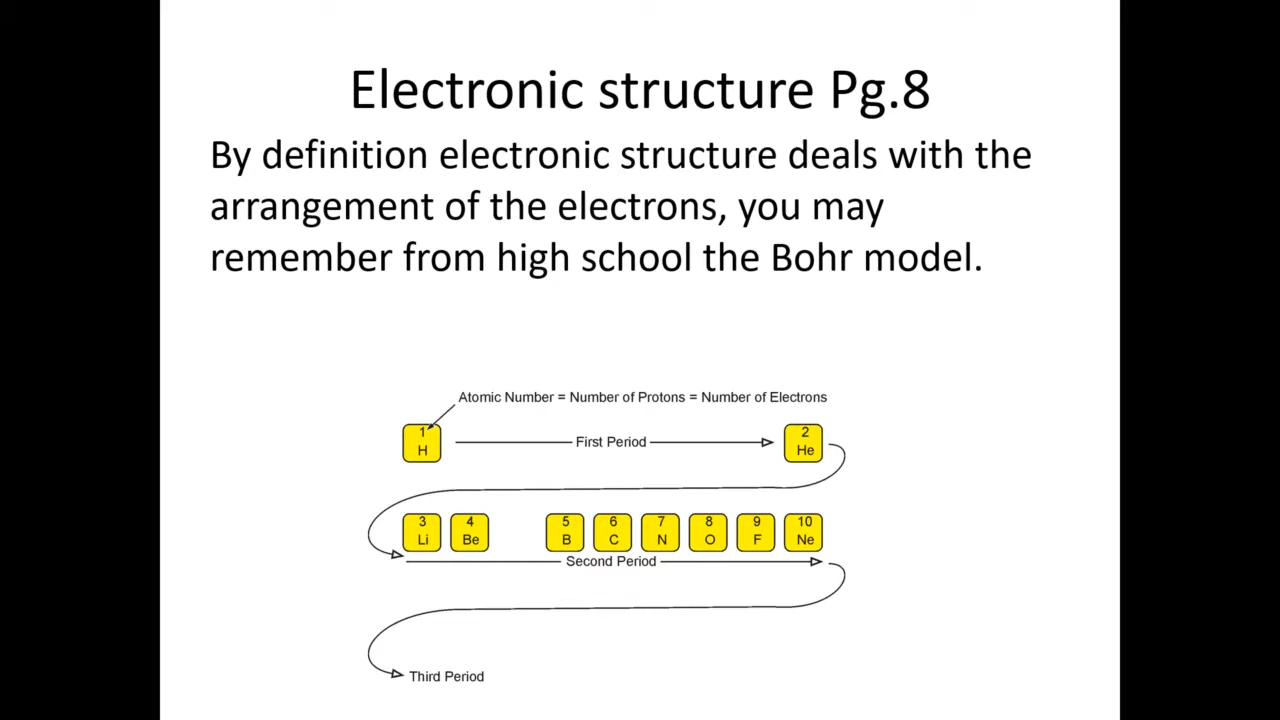 Electronic structure Pg.8
By definition electronic structure deals with the
arrangement of the electrons, you may
remember from high school the Bohr model.
Atomic Number = Number of Protons = Number of Electrons
1 2
H First Period He
3 4 5 6 7 8 9 10
Li Be B C N O F Ne
Second Period
Third Period